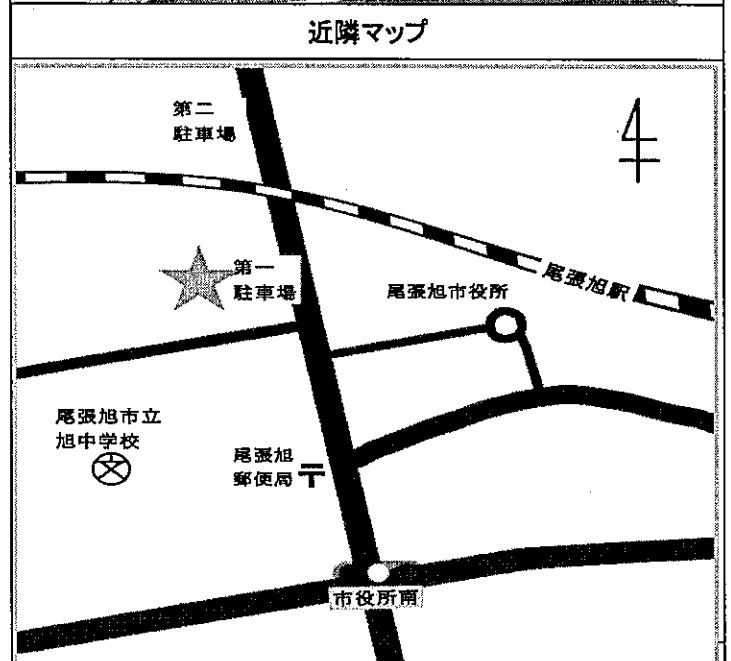 近隣マップ
第二
駐車場
第一
駐車場
尾張旭駅
尾張旭市役所
尾張旭市立
旭中学校
尾張旭
郵便局
市役所南